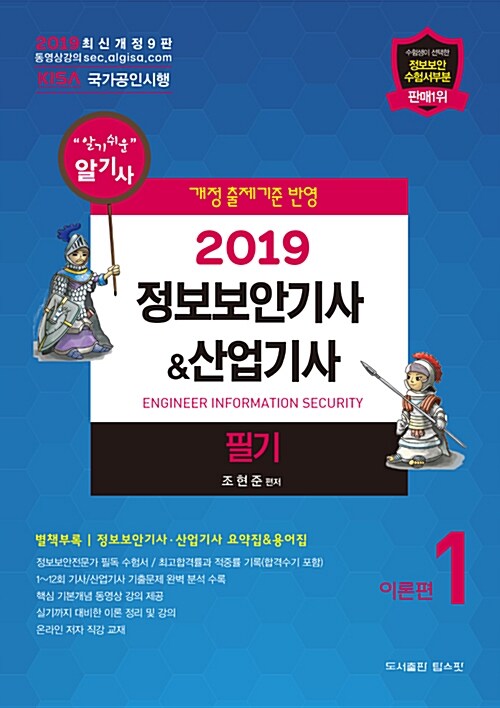 2019 최신개정9판
동영상강의 sec.algisa.com
KISA 국가공인시행
수험생이 선택한
정보보안
수험서부분
판매1위
“알기쉬운”
알기사
개정 출제기준 반영
2019
정보보안기사
&산업기사
ENGINEER INFORMATION SECURITY
필기
조현준 편저
별책부록 | 정보보안기사·산업기사 요약집&용어집
정보보안전문가 필독 수험서 / 최고합격률과 적중률 기록(합격수기 포함)
1~12회 기사/산업기사 기출문제 완벽 분석 수록
핵심 기본개념 동영상 강의 제공
실기까지 대비한 이론 정리 및 강의
온라인 저자 직강 교재
이론편 1
도서출판 탑스팟